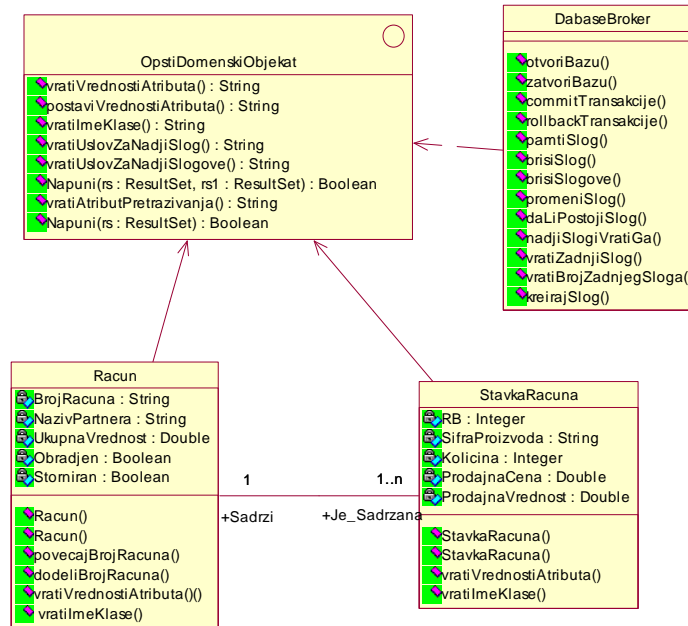 OpstiDomenskiObjekat
vratiVrednostiAtributa() : String
postaviVrednostiAtributa() : String
vratiImeKlase() : String
vratiUslovZaNadjiSlog() : String
vratiUslovZaNadjiSlogove() : String
Napuni(rs : ResultSet, rs1 : ResultSet) : Boolean
vratiAtributPretrazivanja() : String
Napuni(rs : ResultSet) : Boolean
DabaseBroker
otvoriBazu()
zatvoriBazu()
commitTransakcije()
rollbackTransakcije()
pamtiSlog()
brisiSlog()
brisiSlogove()
promeniSlog()
daLiPostojiSlog()
nadjiSlogiVratiGa()
vratiZadnjiSlog()
vratiBrojZadnjegSloga()
kreirajSlog()
Racun
BrojRacuna : String
NazivPartnera : String
UkupnaVrednost : Double
Obradjen : Boolean
Storniran : Boolean
Racun()
Racun()
povecajBrojRacuna()
dodeliBrojRacuna()
vratiVrednostiAtributa()()
vratiImeKlase()
1
+Sadrzi
1..n
+Je_Sadrzana
StavkaRacuna
RB : Integer
SifraProizvoda : String
Kolicina : Integer
ProdajnaCena : Double
ProdajnaVrednost : Double
StavkaRacuna()
StavkaRacuna()
vratiVrednostiAtributa()
vratiImeKlase()